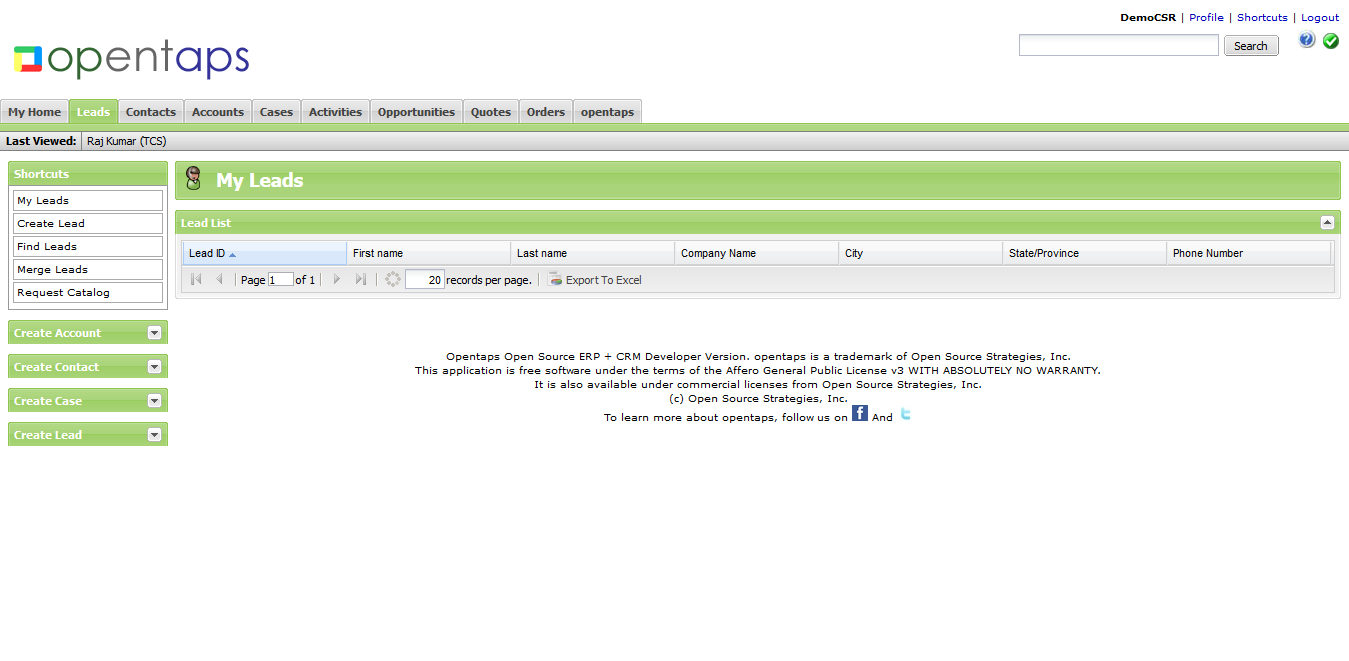 DemoCSR | Profile | Shortcuts | Logout
opentaps
Search
My Home Leads Contacts Accounts Cases Activities Opportunities Quotes Orders opentaps
Last Viewed: Raj Kumar (TCS)
Shortcuts
My Leads
Create Lead
Find Leads
Merge Leads
Request Catalog
Create Account
Create Contact
Create Case
Create Lead
My Leads
Lead List
Lead ID First name Last name Company Name City State/Province Phone Number
Page 1 of 1 20 records per page. Export To Excel
Opentaps Open Source ERP + CRM Developer Version. opentaps is a trademark of Open Source Strategies, Inc.
This application is free software under the terms of the Affero General Public License v3 WITH ABSOLUTELY NO WARRANTY.
It is also available under commercial licenses from Open Source Strategies, Inc.
(c) Open Source Strategies, Inc.
To learn more about opentaps, follow us on f And t